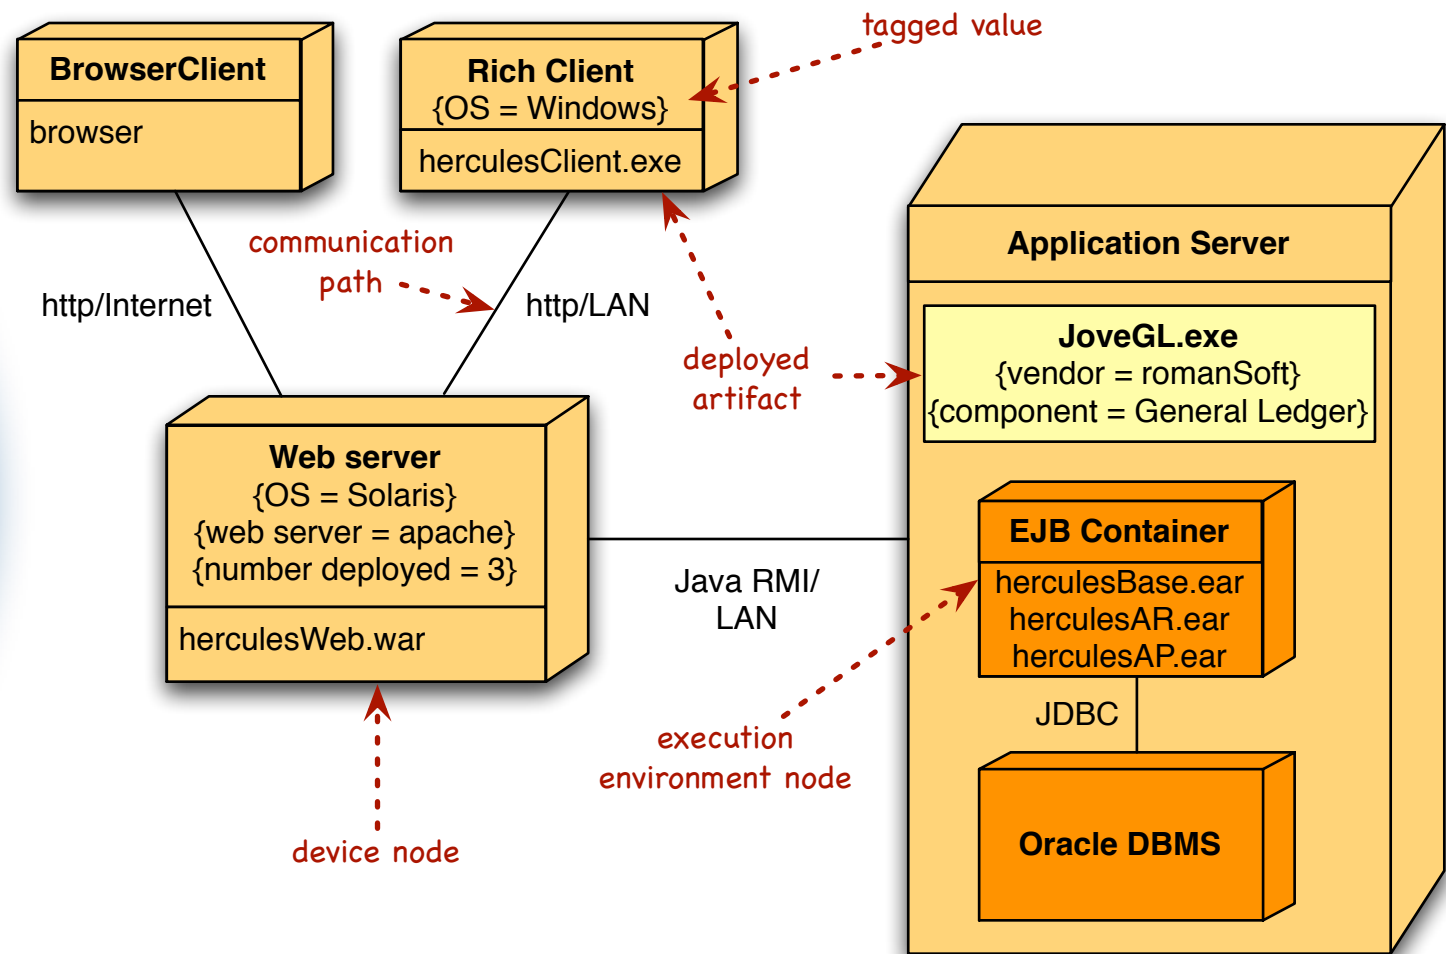 tagged value
BrowserClient
browser
Rich Client
{OS = Windows}
herculesClient.exe
communication
path
http/Internet
http/LAN
deployed
artifact
Application Server
JoveGL.exe
{vendor = romanSoft}
{component = General Ledger}
Web server
{OS = Solaris}
{web server = apache}
{number deployed = 3}
herculesWeb.war
Java RMI/
LAN
EJB Container
herculesBase.ear
herculesAR.ear
herculesAP.ear
JDBC
execution
environment node
Oracle DBMS
device node